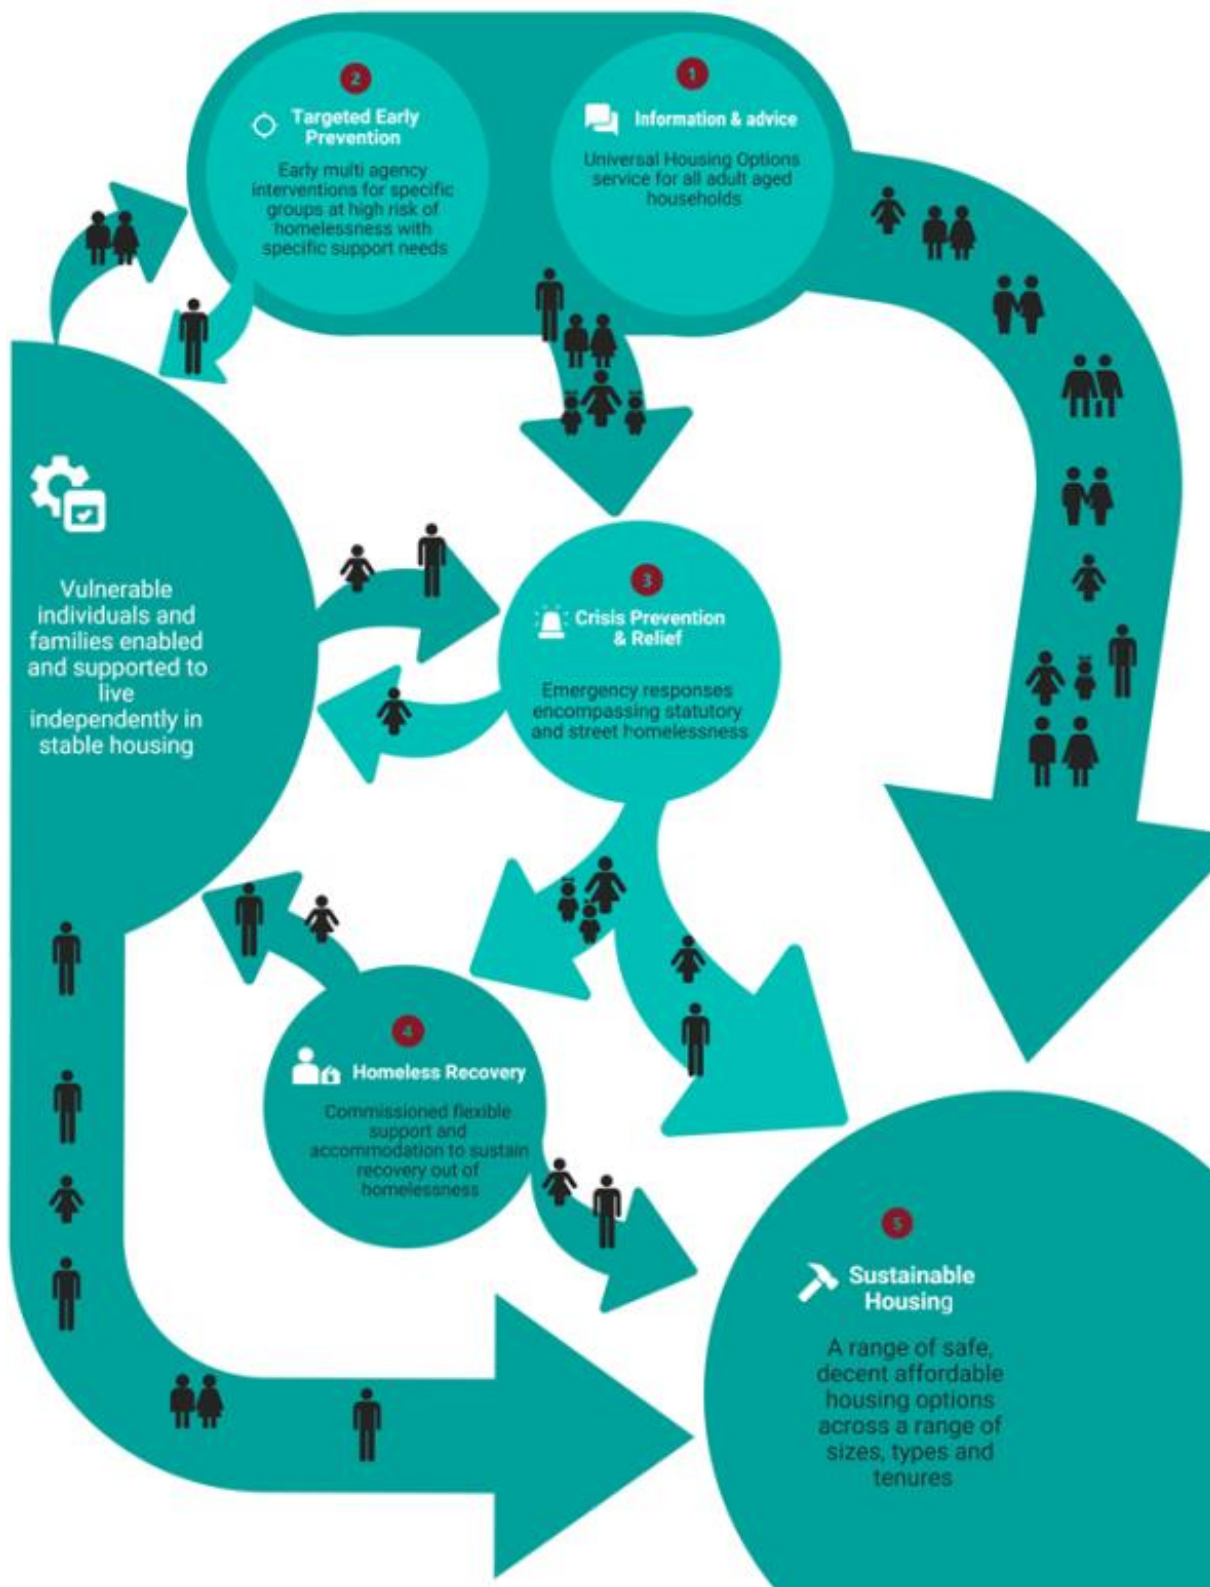 2
Targeted Early
Prevention
Early multi agency
interventions for specific
groups at high risk of
homelessness with
specific support needs
1
Information & advice
Universal Housing Options
service for all adult aged
households
Vulnerable
individuals and
families enabled
and supported to
live
independently in
stable housing
3
Crisis Prevention
& Relief
Emergency responses
encompassing statutory
and street homelessness
4
Homeless Recovery
Commissioned flexible
support and
accommodation to sustain
recovery out of
homelessness
5
Sustainable
Housing
A range of safe,
decent affordable
housing options
across a range of
sizes, types and
tenures